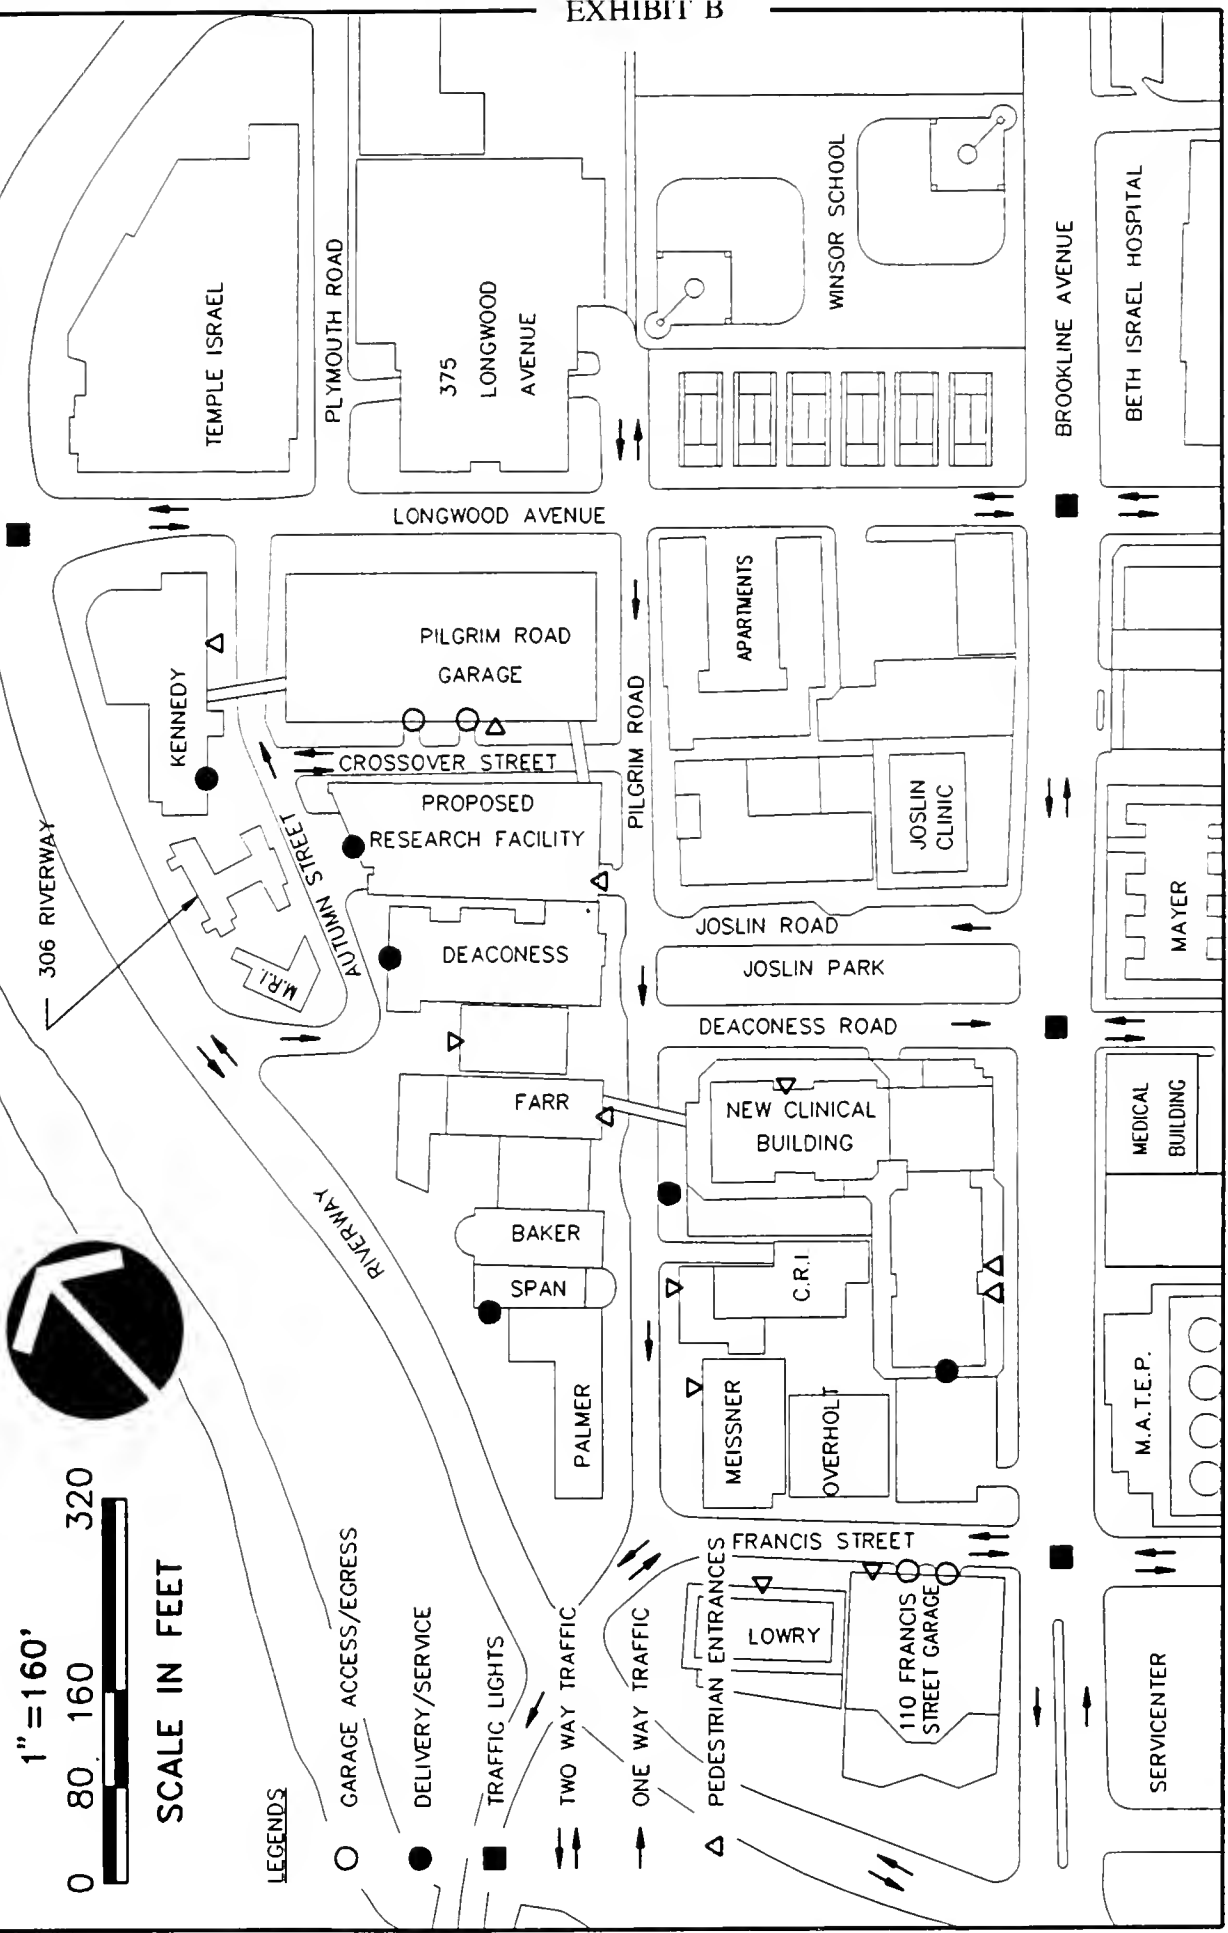 EXHIBIT B
TEMPLE ISRAEL
PLYMOUTH ROAD
375
LONGWOOD
AVENUE
WINSOR SCHOOL
BROOKLINE AVENUE
BETH ISRAEL HOSPITAL
LONGWOOD AVENUE
KENNEDY
PILGRIM ROAD
GARAGE
APARTMENTS
PILGRIM ROAD
CROSSOVER STREET
PROPOSED
RESEARCH FACILITY
JOSLIN
CLINIC
306 RIVERWAY
AUTUMN STREET
M.R.I.
DEACONESS
JOSLIN ROAD
JOSLIN PARK
MAYER
DEACONESS ROAD
FARR
NEW CLINICAL
BUILDING
MEDICAL
BUILDING
RIVERWAY
BAKER
SPAN
C.R.I.
PALMER
MEISSNER
OVERHOLT
M.A.T.E.P.
FRANCIS STREET
LOWRY
110 FRANCIS
STREET GARAGE
SERVICENTER
1"=160'
0 80 160 320
SCALE IN FEET
LEGENDS
GARAGE ACCESS/EGRESS
DELIVERY/SERVICE
TRAFFIC LIGHTS
TWO WAY TRAFFIC
ONE WAY TRAFFIC
PEDESTRIAN ENTRANCES